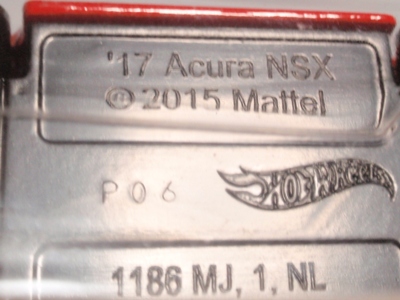 '17 Acura NSX
© 2015 Mattel
P06
HOT WHEELS
1186 MJ, 1, NL